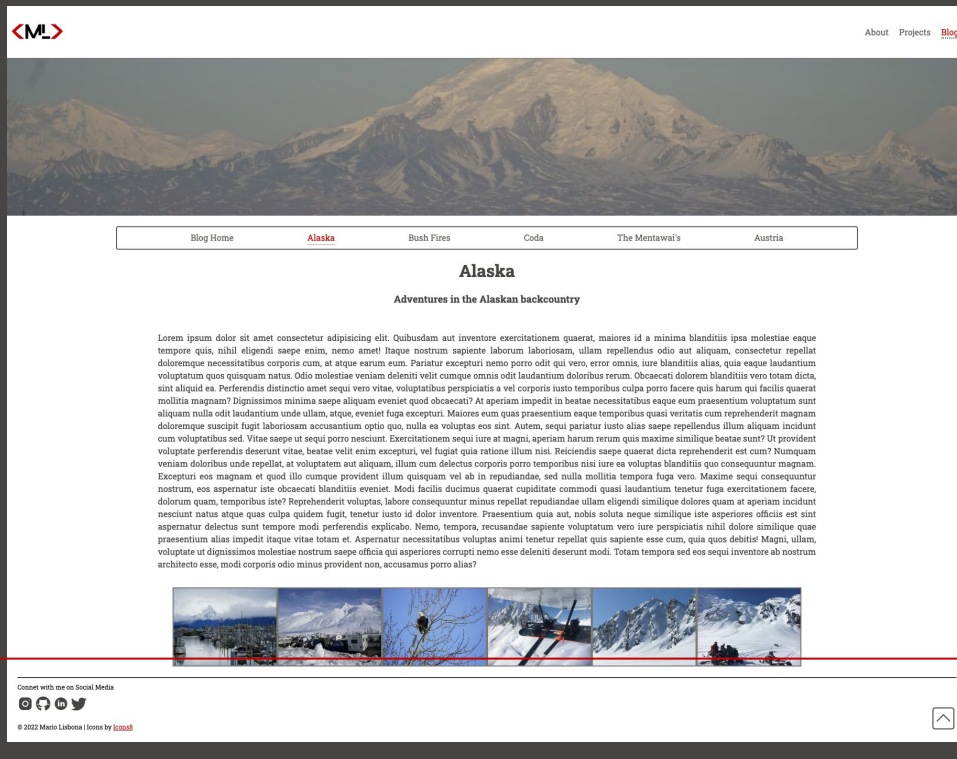 <ML>
About Projects Blog
Blog Home Alaska Bush Fires Coda The Mentawai's Austria
Alaska
Adventures in the Alaskan backcountry
Lorem ipsum dolor sit amet consectetur adipisicing elit. Quibusdam aut inventore exercitationem quaerat, maiores id a minima blanditiis ipsa molestiae eaque
tempore quis, nihil eligendi saepe enim, nemo amet! Itaque nostrum sapiente laborum laboriosam, ullam repellendus odio aut aliquam, consectetur repellat
doloremque necessitatibus corporis cum, at atque earum eum. Pariatur excepturi nemo porro odit qui vero, error omnis, iure blanditiis alias, quia eaque laudantium
voluptatum quos quisquam natus. Odio molestiae veniam deleniti velit cumque omnis odit laudantium doloribus rerum. Obcaecati dolorem blanditiis vero totam dicta,
sint aliquid ea. Perferendis distinctio amet sequi vero vitae, voluptatibus perspiciatis a vel corporis iusto temporibus culpa porro facere quis harum qui facilis quaerat
mollitia magnam? Dignissimos minima saepe aliquam eveniet quod obcaecati? At aperiam impedit in beatae necessitatibus eaque eum praesentium voluptatum sunt
aliquam nulla odit laudantium unde ullam, atque, eveniet fuga excepturi. Maiores eum quas praesentium eaque temporibus quasi veritatis cum reprehenderit magnam
doloremque suscipit fugit laboriosam accusantium optio quo, nulla ea voluptas eos sint. Autem, sequi pariatur iusto alias saepe repellendus illum aliquam incidunt
cum voluptatibus sed. Vitae saepe ut sequi porro nesciunt. Exercitationem sequi iure at magni, aperiam harum rerum quis maxime similique beatae sunt? Ut provident
voluptate perferendis deserunt vitae, beatae velit enim excepturi, vel fugiat quia ratione illum nisi. Reiciendis saepe quaerat dicta reprehenderit est cum? Numquam
veniam doloribus unde repellat, at voluptatem aut aliquam, illum cum delectus corporis porro temporibus nisi iure ea voluptas blanditiis quo consequuntur magnam.
Excepturi eos magnam et quod illo cumque provident illum quisquam vel ab in repudiandae, sed nulla mollitia tempora fuga vero. Maxime sequi consequuntur
nostrum, eos aspernatur iste obcaecati blanditiis eveniet. Modi facilis ducimus quaerat cupiditate commodi quasi laudantium tenetur fuga exercitationem facere,
dolorum quam, temporibus iste? Reprehenderit voluptas, labore consequuntur minus repellat repudiandae ullam eligendi similique dolores quam at aperiam incidunt
nesciunt natus atque quas culpa quidem fugit, tenetur iusto id dolor inventore. Praesentium quia aut, nobis soluta neque similique iste asperiores officiis est sint
aspernatur delectus sunt tempore modi perferendis explicabo. Nemo, tempora, recusandae sapiente voluptatum vero iure perspiciatis nihil dolore similique quae
praesentium alias impedit itaque vitae totam et. Aspernatur necessitatibus voluptas animi tenetur repellat quis sapiente esse cum, quia quos debitis! Magni, ullam,
voluptate ut dignissimos molestiae nostrum saepe officia qui asperiores corrupti nemo esse deleniti deserunt modi. Totam tempora sed eos sequi inventore ab nostrum
architecto esse, modi corporis odio minus provident non, accusamus porro alias?
Connet with me on Social Media
in
© 2022 Mario Lisbona | Icons by Icons8